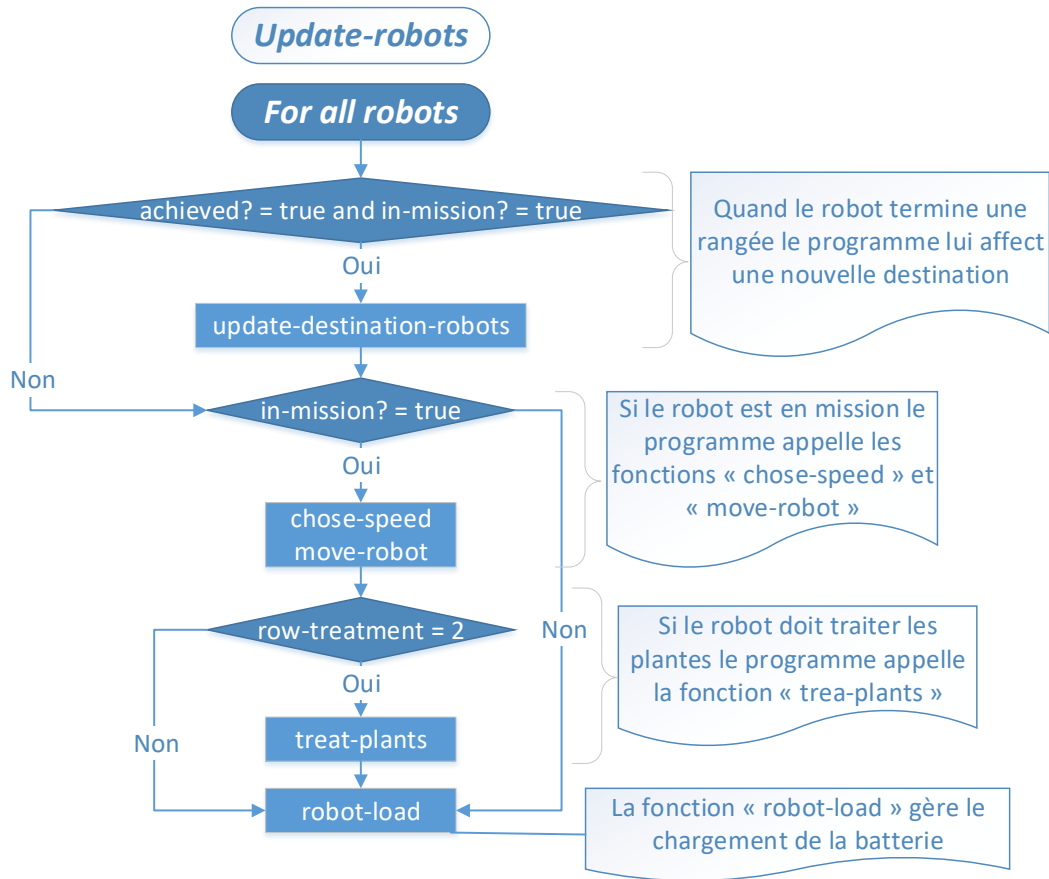 Update-robots
For all robots
achieved? = true and in-mission? = true
Quand le robot termine une
rangée le programme lui affect
une nouvelle destination
Oui
update-destination-robots
Non
in-mission? = true
Si le robot est en mission le
programme appelle les
fonctions « chose-speed » et
« move-robot »
Oui
chose-speed
move-robot
row-treatment = 2
Non
Si le robot doit traiter les
plantes le programme appelle
la fonction « trea-plants »
Oui
treat-plants
Non
robot-load
La fonction « robot-load » gère le
chargement de la batterie